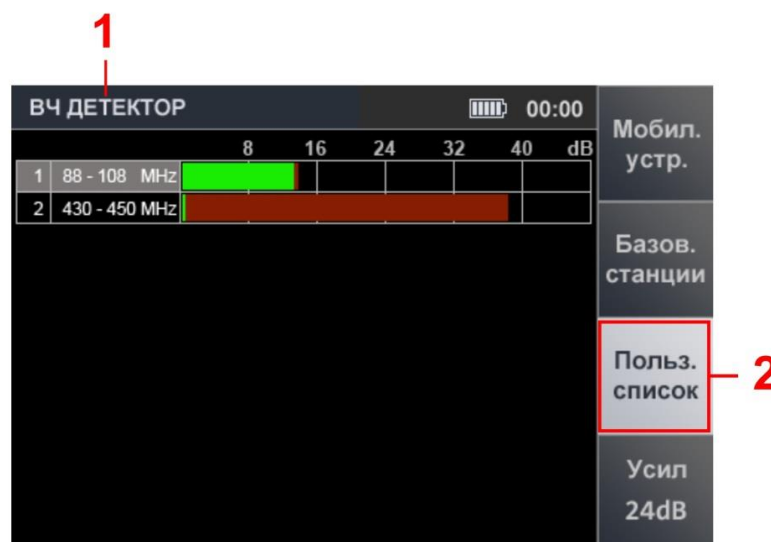 1
ВЧ ДЕТЕКТОР 00:00
8 16 24 32 40 dB
1 88 - 108 MHz
2 430 - 450 MHz
Мобил.
устр.
Базов.
станции
Польз.
список
2
Усил
24dB